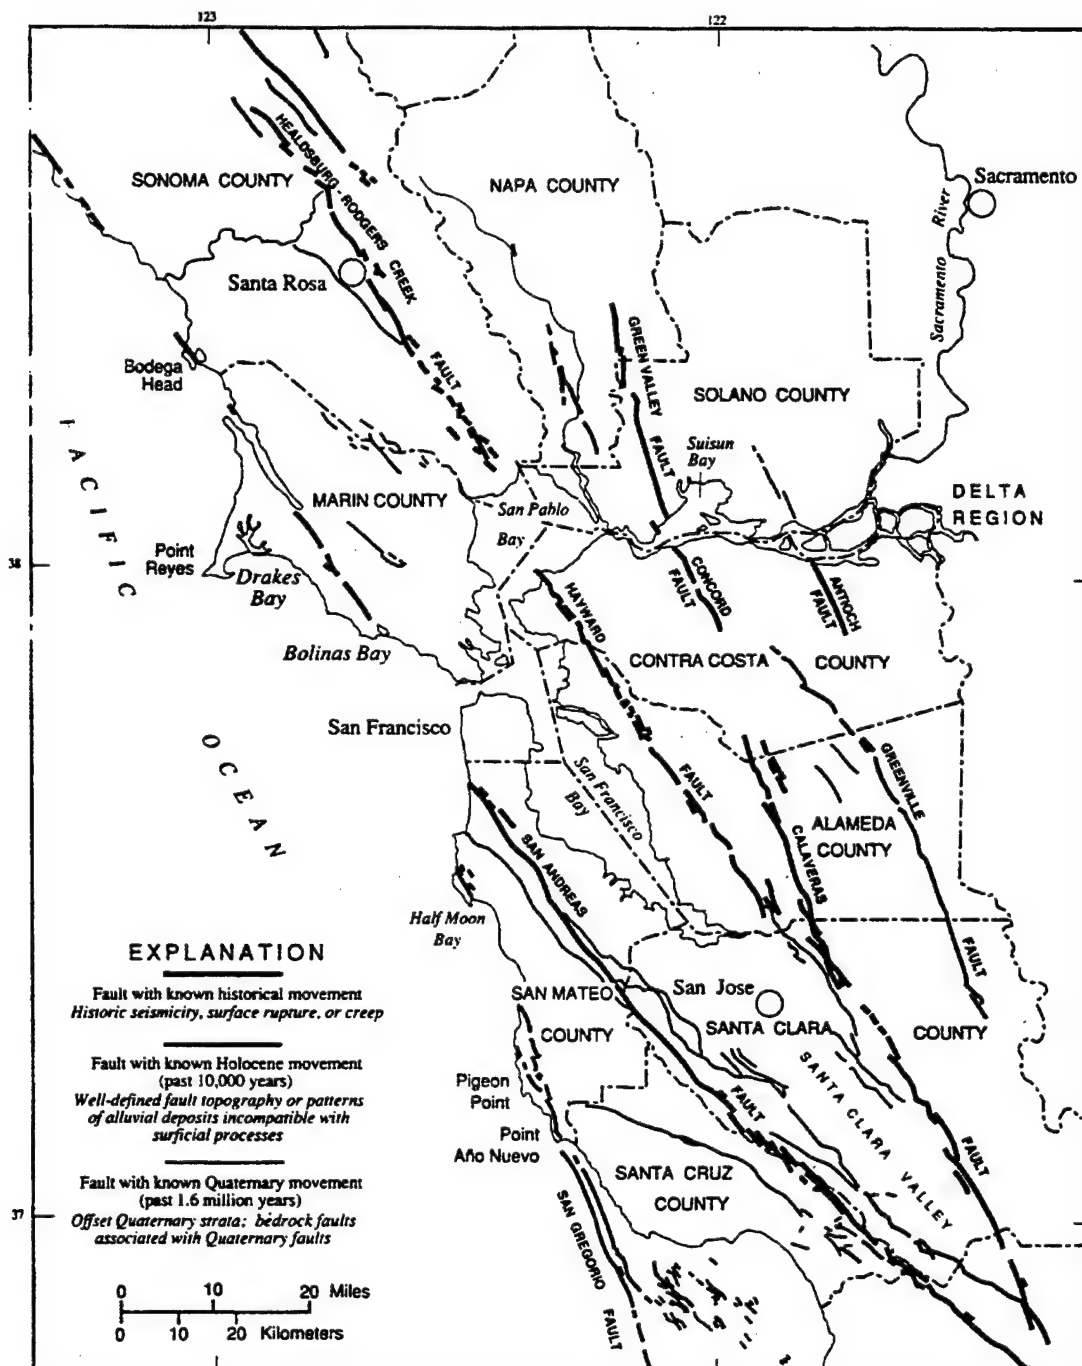 123
122
HEALDSBURG - RODGERS CREEK
FAULT
SONOMA COUNTY
NAPA COUNTY
Sacramento
Sacramento River
Santa Rosa
GREEN VALLEY
FAULT
Bodega
Head
SOLANO COUNTY
Suisun
Bay
PACIFIC
OCEAN
MARIN COUNTY
San Pablo
Bay
DELTA
REGION
38
Point
Reyes
Drakes
Bay
CONCORD
FAULT
ANTIOCH
FAULT
HAYWARD
FAULT
Bolinas Bay
CONTRA COSTA
COUNTY
San Francisco
San Francisco
Bay
GREENVILLE
FAULT
ALAMEDA
COUNTY
CALAVERAS
FAULT
SAN ANDREAS
FAULT
Half Moon
Bay
EXPLANATION
Fault with known historical movement
Historic seismicity, surface rupture, or creep
Fault with known Holocene movement
(past 10,000 years)
Well-defined fault topography or patterns
of alluvial deposits incompatible with
surficial processes
Fault with known Quaternary movement
(past 1.6 million years)
Offset Quaternary strata; bedrock faults
associated with Quaternary faults
SAN MATEO
COUNTY
San Jose
SANTA CLARA
COUNTY
SANTA CLARA VALLEY
Pigeon
Point
Point
Año Nuevo
SANTA CRUZ
COUNTY
SAN GREGORIO
FAULT
37
0 10 20 Miles
0 10 20 Kilometers